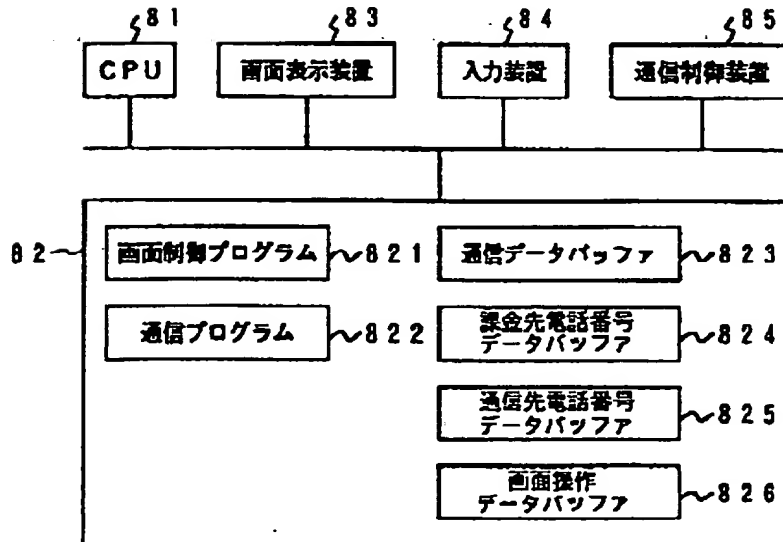 81 83 84 85
CPU 画面表示装置 入力装置 通信制御装置
82 画面制御プログラム 821 通信データバッファ 823
通信プログラム 822 課金先電話番号
データバッファ 824
通信先電話番号
データバッファ 825
画面操作
データバッファ 826